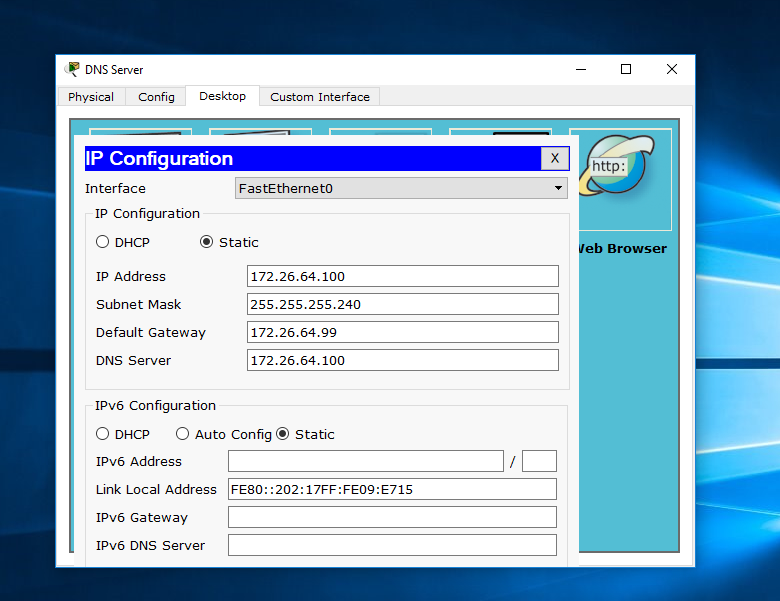 DNS Server
Physical Config Desktop Custom Interface
http:
IP Configuration X
Interface FastEthernet0
IP Configuration
DHCP Static
IP Address 172.26.64.100
Subnet Mask 255.255.255.240
Default Gateway 172.26.64.99
DNS Server 172.26.64.100
Web Browser
IPv6 Configuration
DHCP Auto Config Static
IPv6 Address /
Link Local Address FE80::202:17FF:FE09:E715
IPv6 Gateway
IPv6 DNS Server